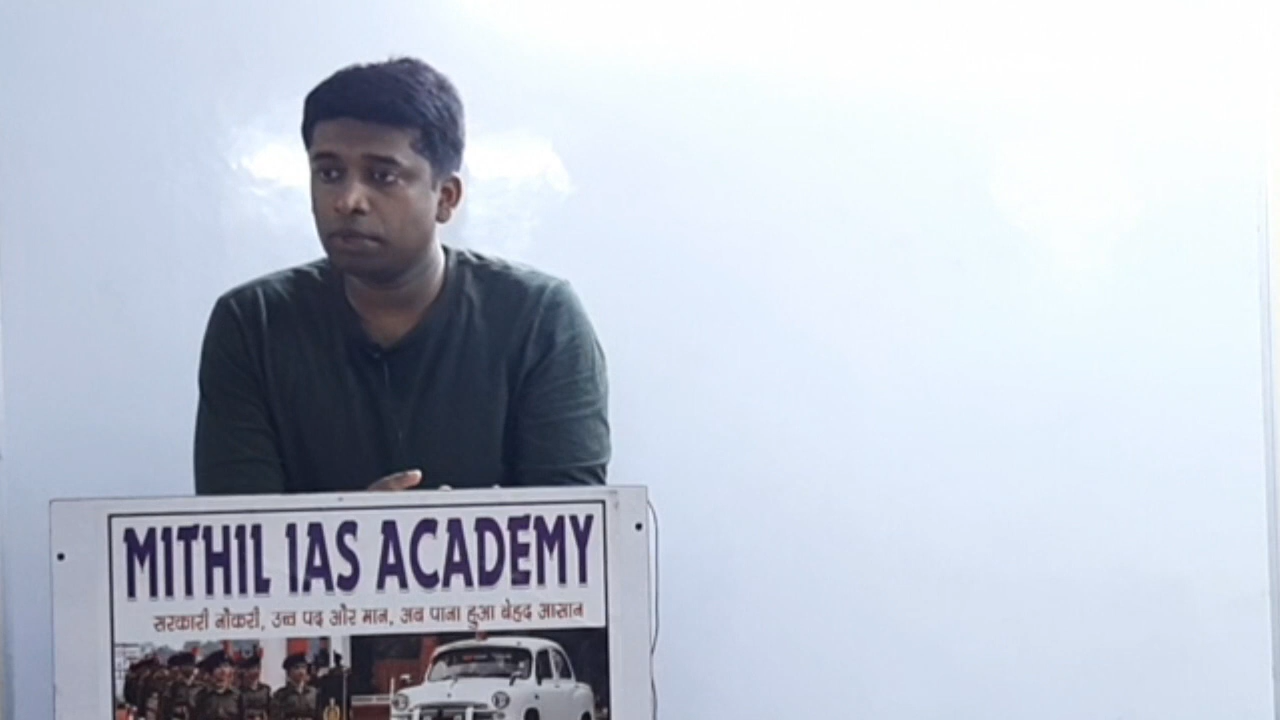 MITHIL IAS ACADEMY
सरकारी नौकरी, उच्च पद और मान, अब पाना हुआ बेहद आसान